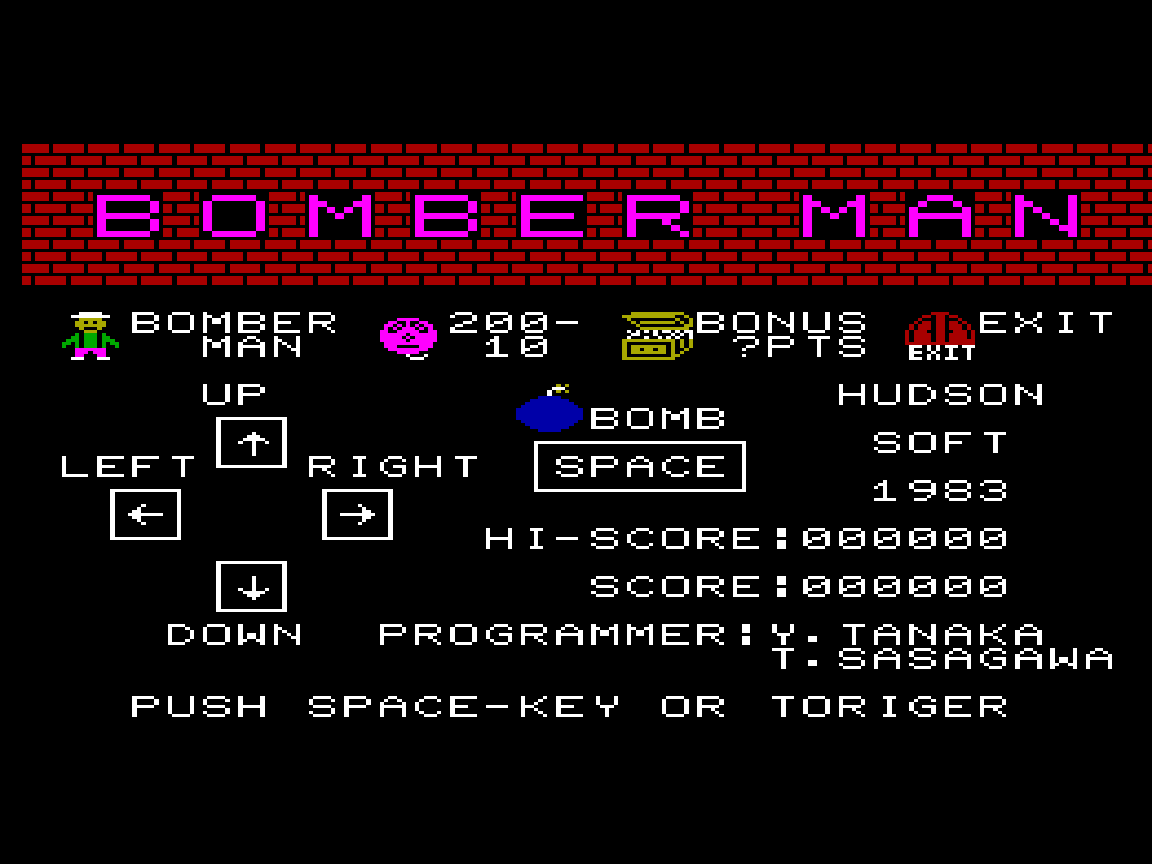 BOMBER MAN
BOMBER MAN
200-10
BONUS ?PTS
EXIT
EXIT
UP
LEFT
RIGHT
DOWN
BOMB
SPACE
HUDSON
SOFT
1983
HI-SCORE:000000
SCORE:000000
PROGRAMMER:Y.TANAKA
T.SASAGAWA
PUSH SPACE-KEY OR TORIGER